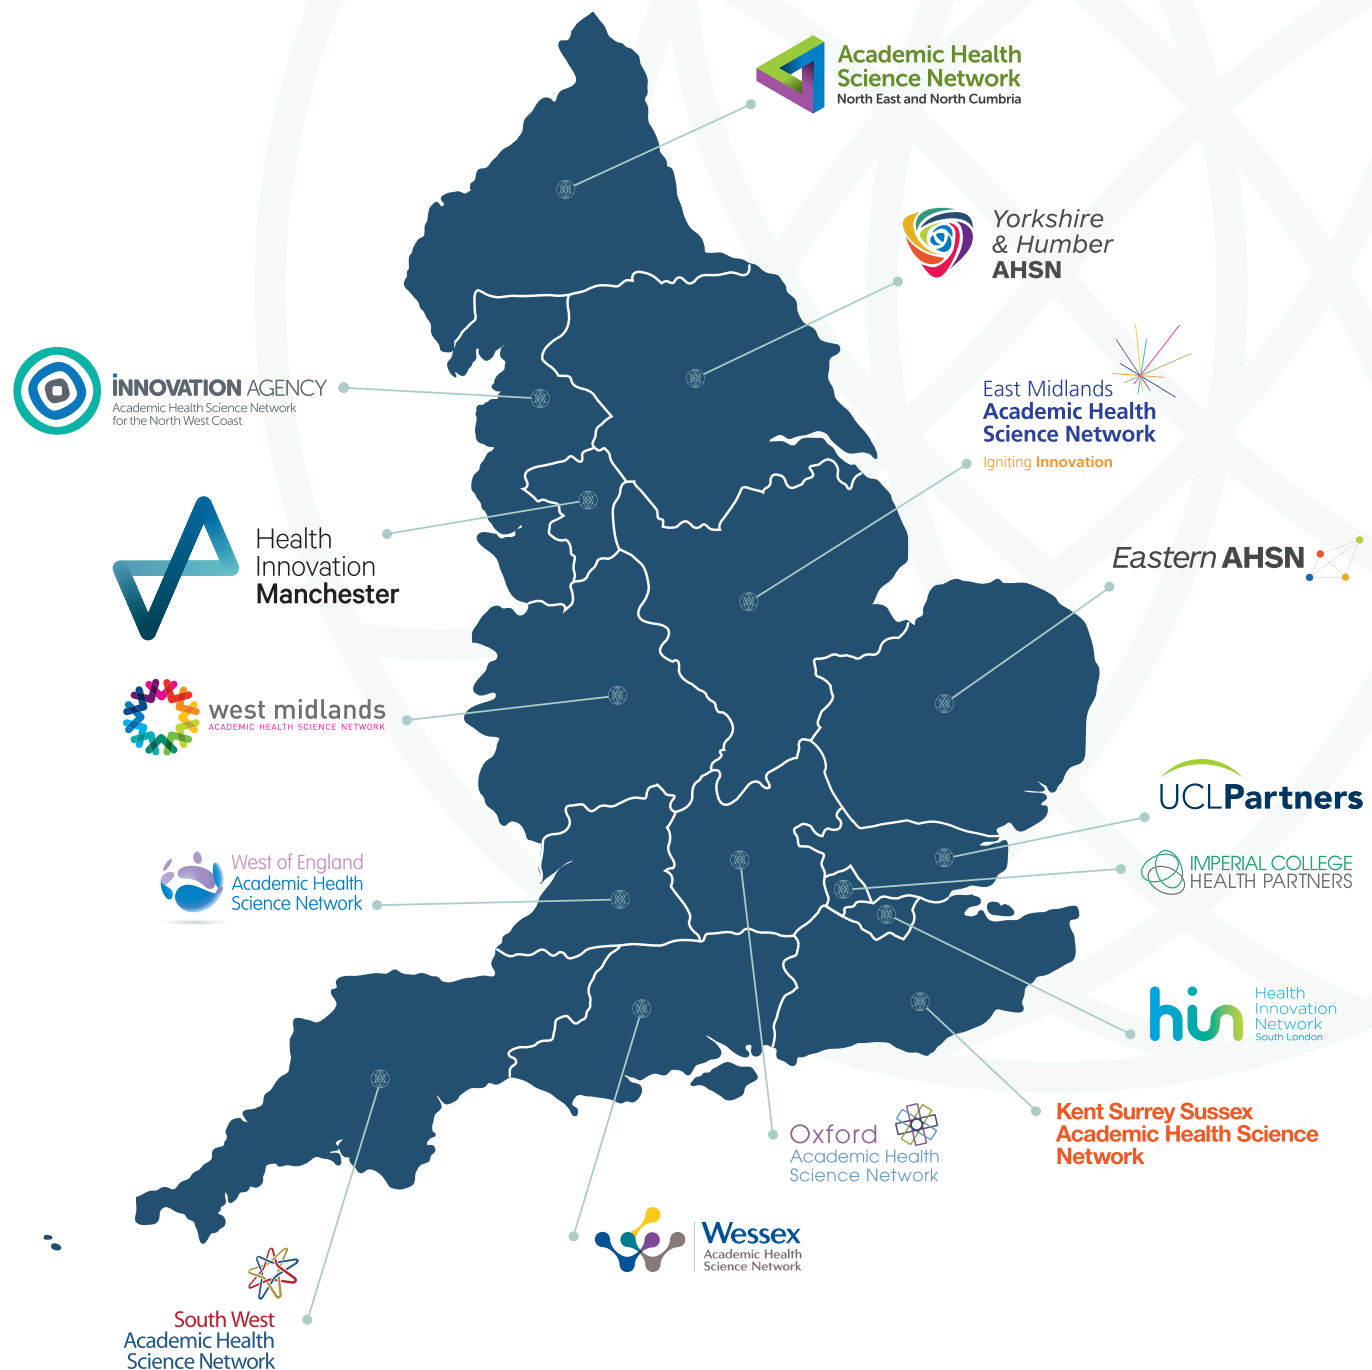 Academic Health
Science Network
North East and North Cumbria
Yorkshire
& Humber
AHSN
INNOVATION AGENCY
Academic Health Science Network
for the North West Coast
East Midlands
Academic Health
Science Network
Igniting Innovation
Health
Innovation
Manchester
Eastern AHSN
west midlands
ACADEMIC HEALTH SCIENCE NETWORK
UCLPartners
West of England
Academic Health
Science Network
IMPERIAL COLLEGE
HEALTH PARTNERS
hin
Health
Innovation
Network
South London
Kent Surrey Sussex
Academic Health Science
Network
Oxford
Academic Health
Science Network
Wessex
Academic Health
Science Network
South West
Academic Health
Science Network